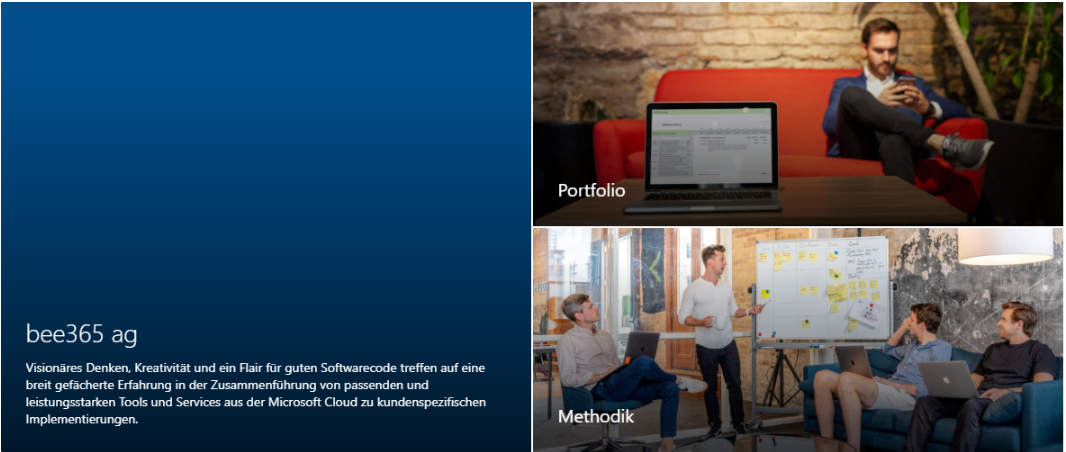 bee365 ag
Visionäres Denken, Kreativität und ein Flair für guten Softwarecode treffen auf eine
breit gefächerte Erfahrung in der Zusammenführung von passenden und
leistungsstarken Tools und Services aus der Microsoft Cloud zu kundenspezifischen
Implementierungen.
Portfolio
Methodik